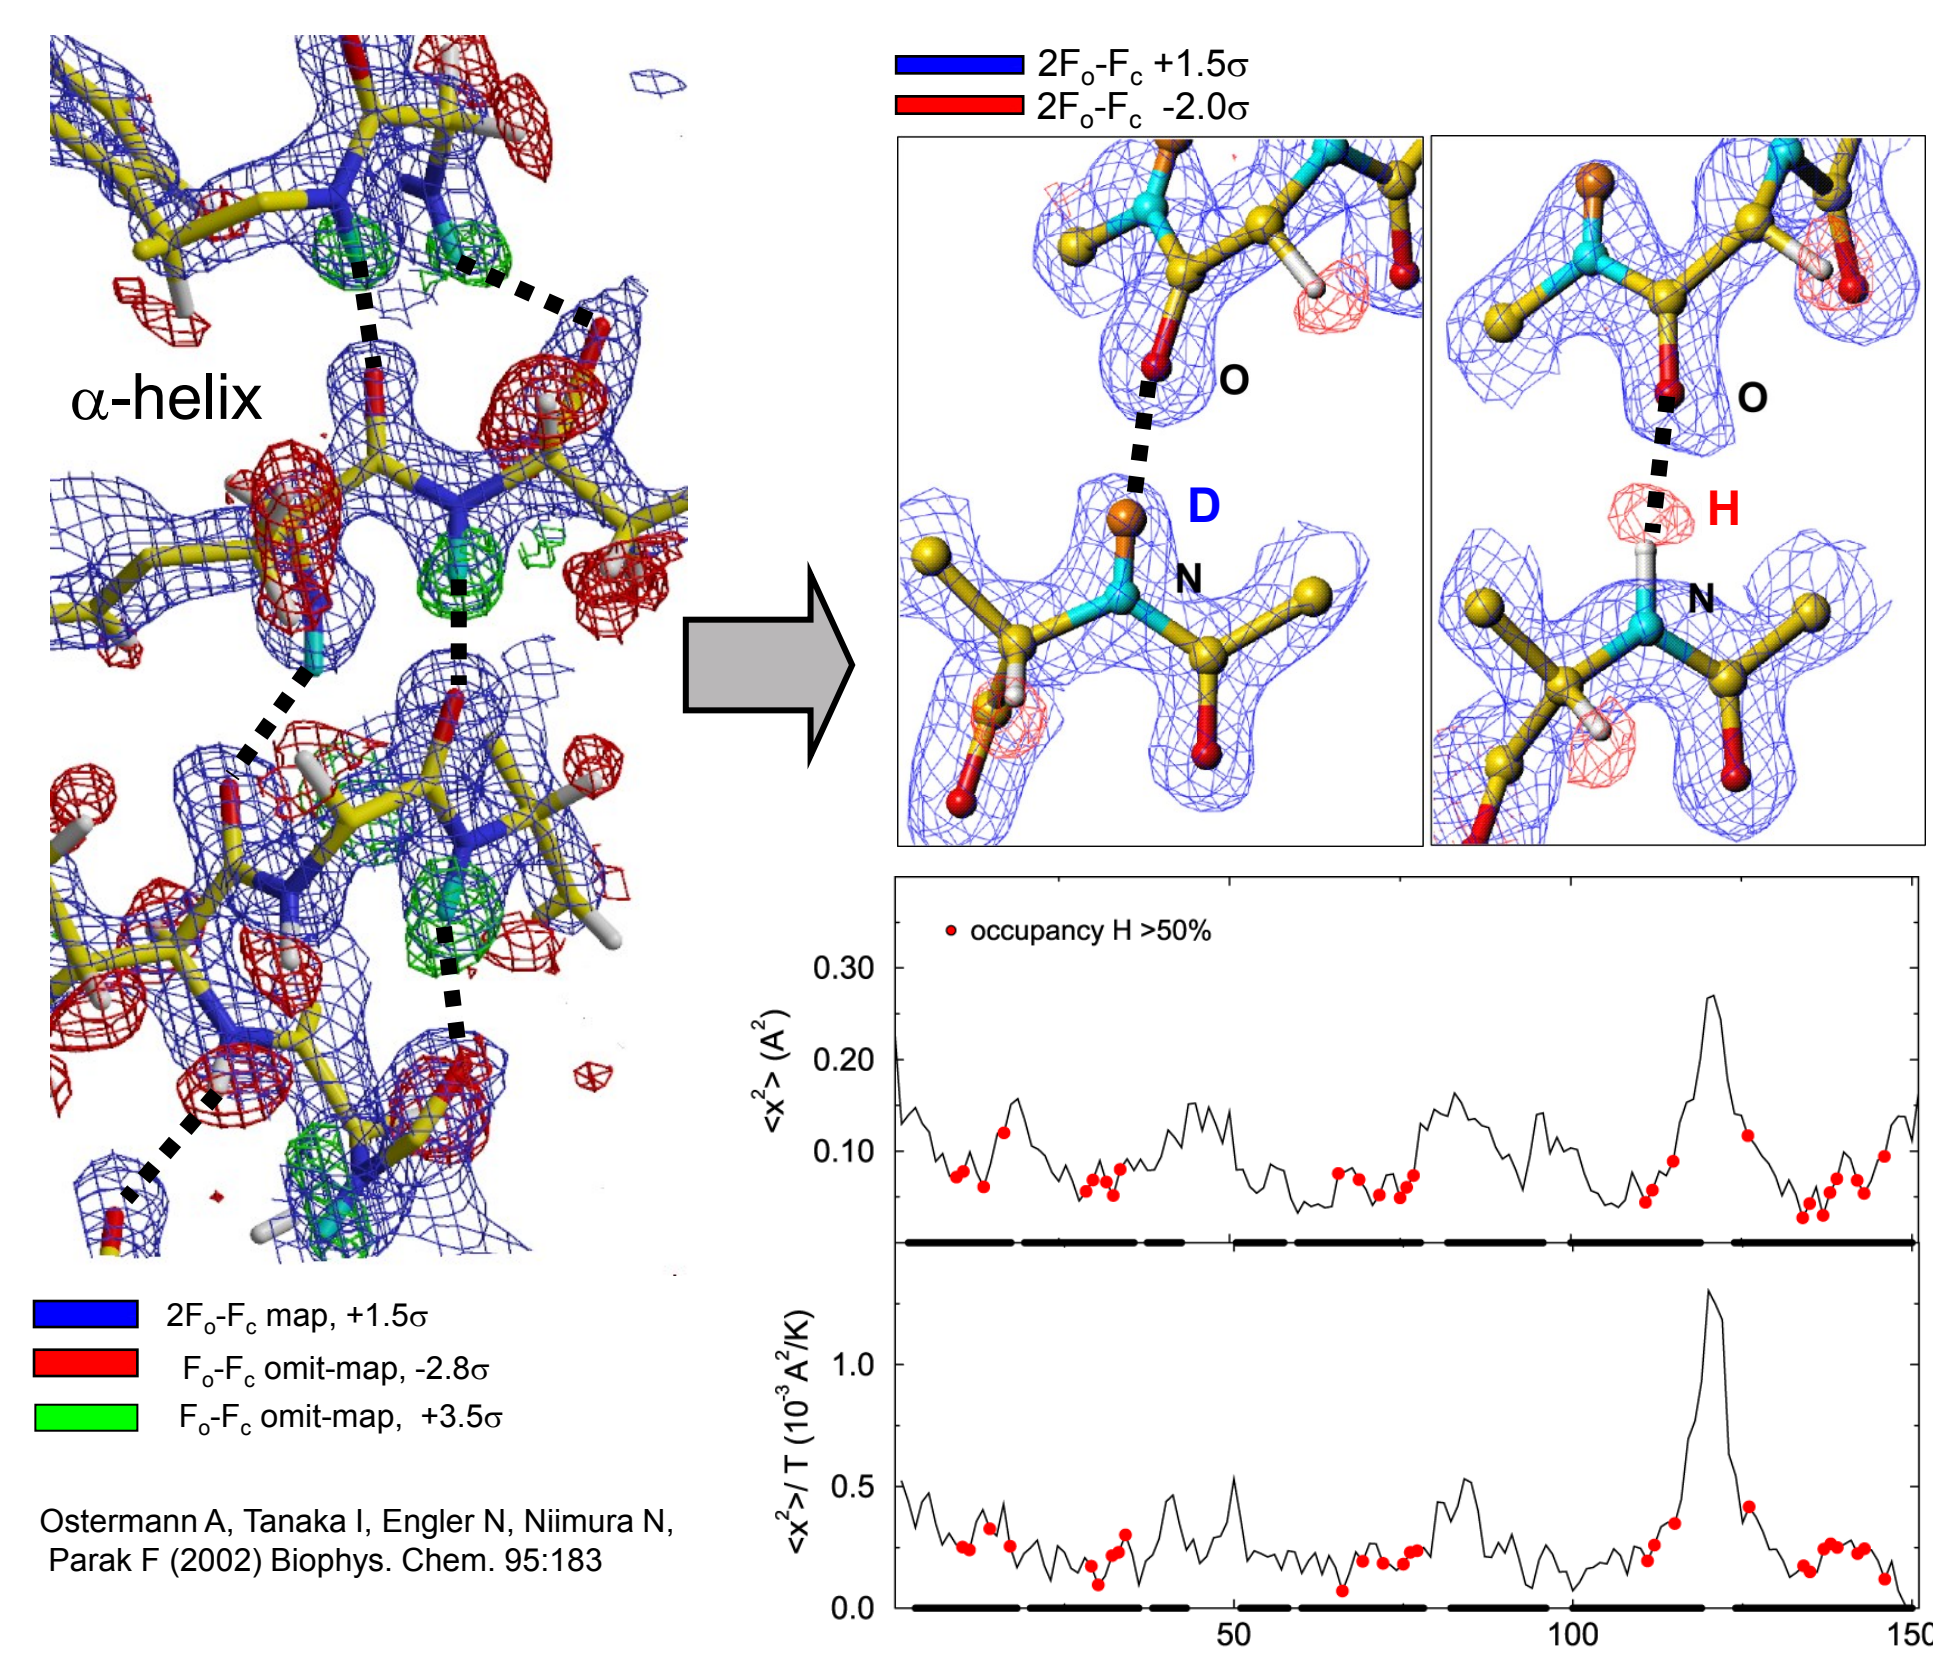 2Fo-Fc +1.5σ
2Fo-Fc -2.0σ
α-helix
O
D
N
O
H
N
2Fo-Fc map, +1.5σ
Fo-Fc omit-map, -2.8σ
Fo-Fc omit-map, +3.5σ
Ostermann A, Tanaka I, Engler N, Niimura N,
Parak F (2002) Biophys. Chem. 95:183
occupancy H >50%
<x²> (A²)
0.30
0.20
0.10
<x²>/ T (10⁻³ A²/K)
1.0
0.5
0.0
50
100
150